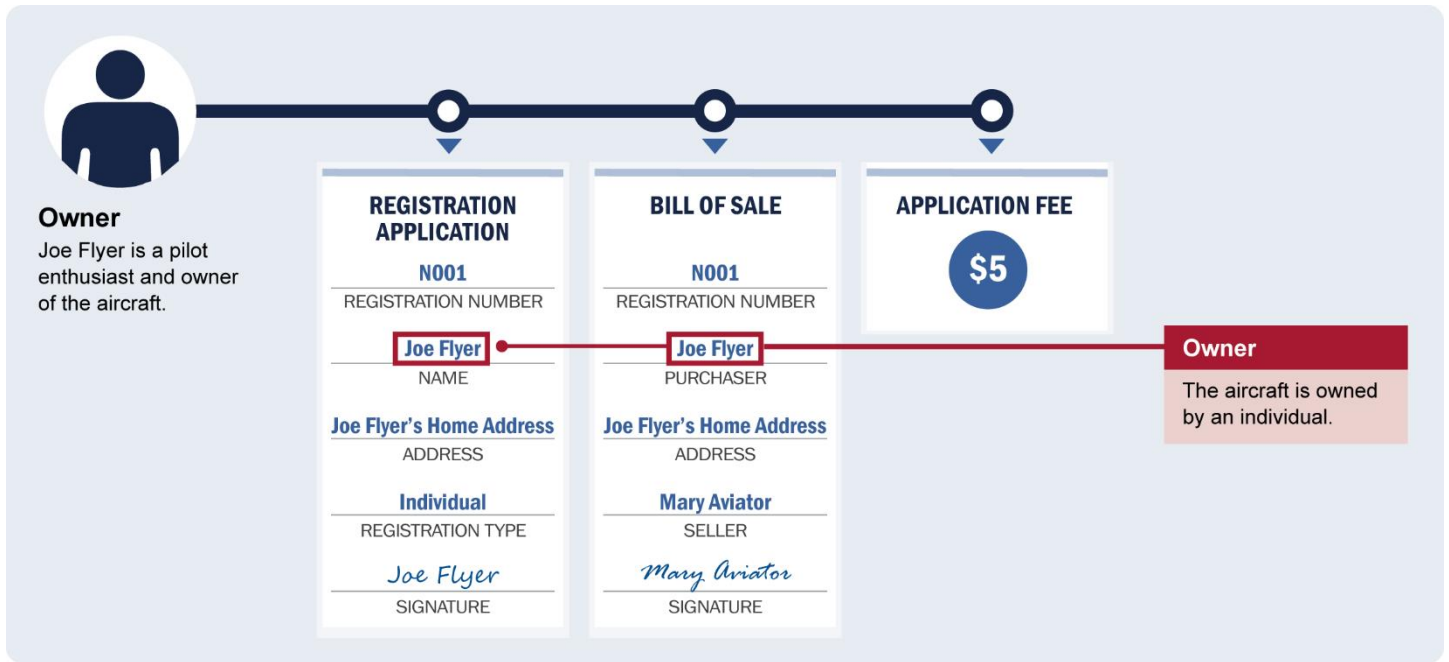 Owner
Joe Flyer is a pilot
enthusiast and owner
of the aircraft.
REGISTRATION
APPLICATION
N001
REGISTRATION NUMBER
Joe Flyer
NAME
Joe Flyer's Home Address
ADDRESS
Individual
REGISTRATION TYPE
Joe Flyer
SIGNATURE
BILL OF SALE
N001
REGISTRATION NUMBER
Joe Flyer
PURCHASER
Joe Flyer's Home Address
ADDRESS
Mary Aviator
SELLER
Mary Aviator
SIGNATURE
APPLICATION FEE
$5
Owner
The aircraft is owned
by an individual.